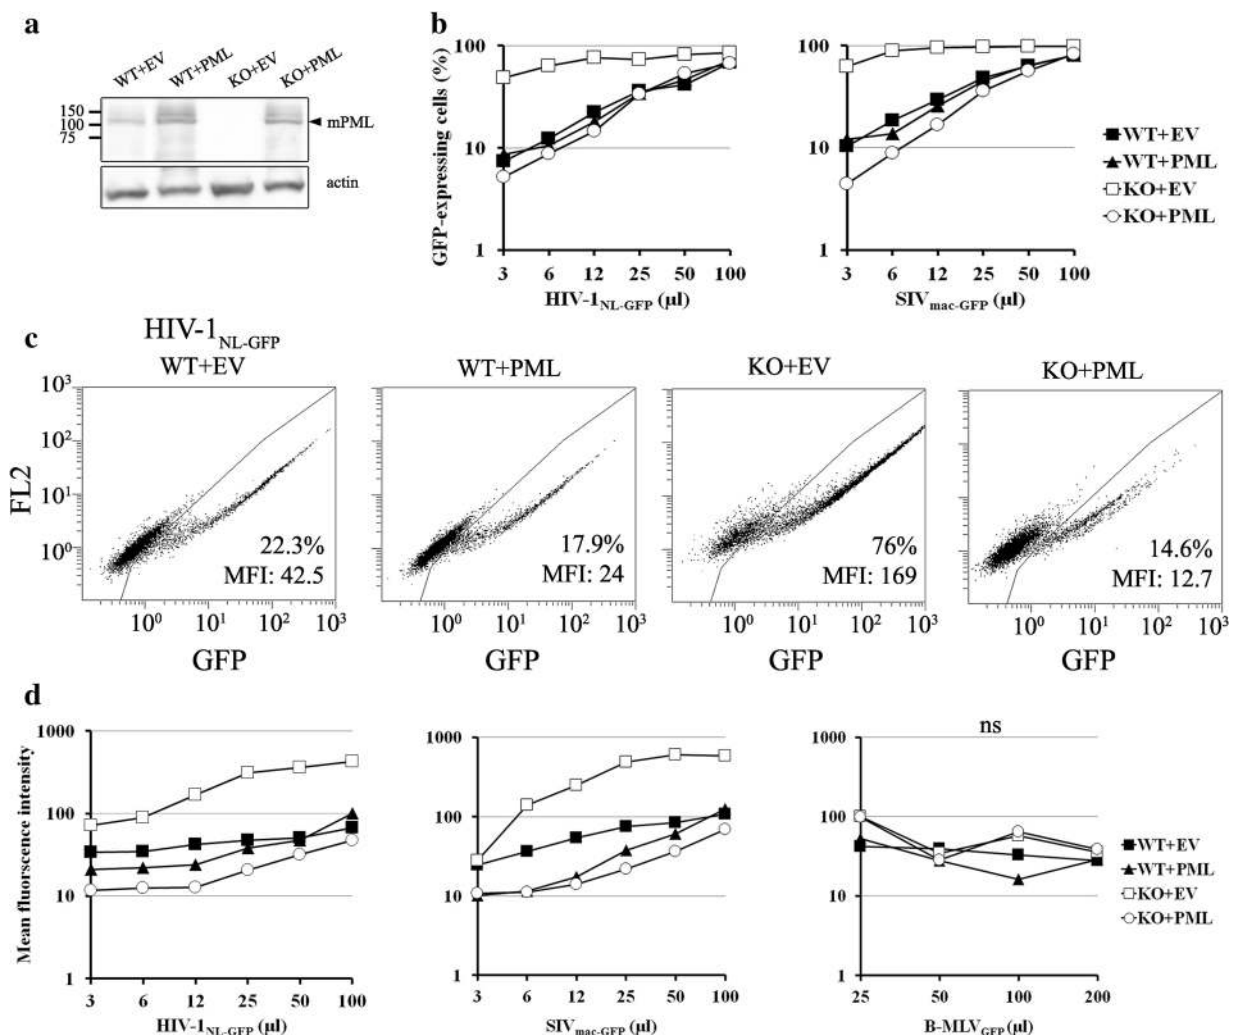 a
WT+EV WT+PML KO+EV KO+PML
150
100
75
mPML
actin
b
GFP-expressing cells (%)
100
10
1
3 6 12 25 50 100
HIV-1NL-GFP (µl)
100
10
1
3 6 12 25 50 100
SIVmac-GFP (µl)
WT+EV
WT+PML
KO+EV
KO+PML
c
HIV-1NL-GFP
WT+EV
WT+PML
KO+EV
KO+PML
FL2
10³
10²
10¹
10⁰
22.3%
MFI: 42.5
17.9%
MFI: 24
76%
MFI: 169
14.6%
MFI: 12.7
10⁰ 10¹ 10² 10³
10⁰ 10¹ 10² 10³
10⁰ 10¹ 10² 10³
10⁰ 10¹ 10² 10³
GFP
GFP
GFP
GFP
d
Mean fluorescence intensity
1000
100
10
1
3 6 12 25 50 100
HIV-1NL-GFP (µl)
1000
100
10
1
3 6 12 25 50 100
SIVmac-GFP (µl)
ns
1000
100
10
1
25 50 100 200
B-MLVGFP (µl)
WT+EV
WT+PML
KO+EV
KO+PML